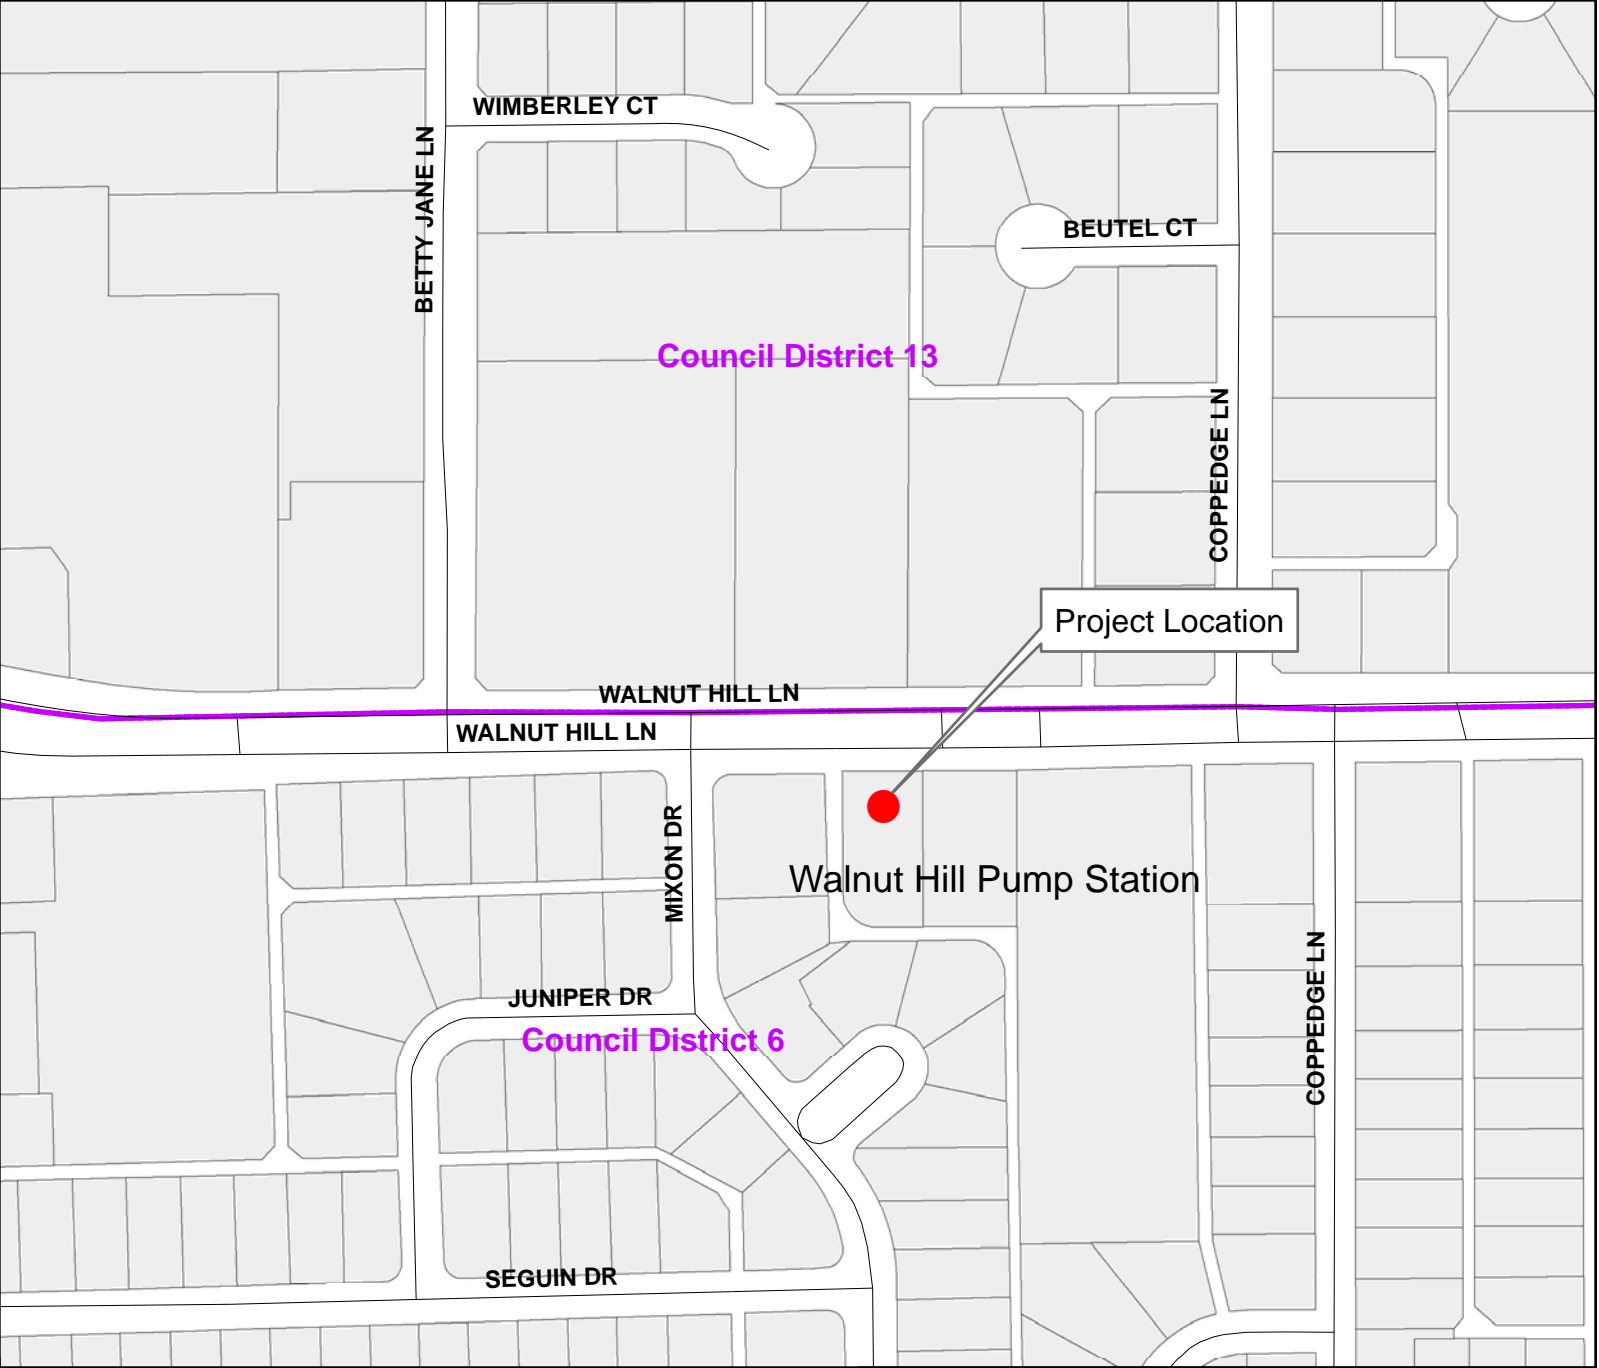 WIMBERLEY CT
BETTY JANE LN
BEUTEL CT
Council District 13
COPPEDGE LN
Project Location
WALNUT HILL LN
WALNUT HILL LN
MIXON DR
Walnut Hill Pump Station
COPPEDGE LN
JUNIPER DR
Council District 6
SEGUIN DR